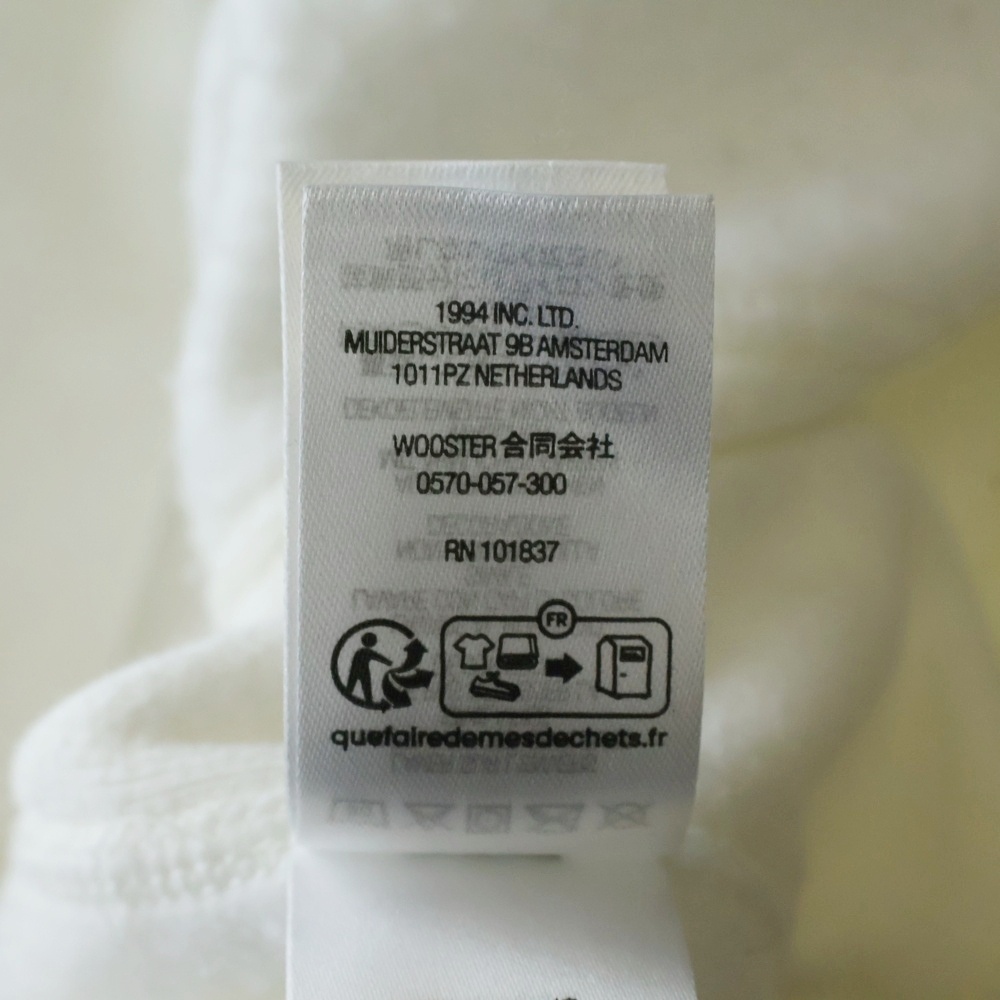 1994 INC. LTD.
MUIDERSTRAAT 9B AMSTERDAM
1011PZ NETHERLANDS
WOOSTER 合同会社
0570-057-300
RN 101837
FR
quefairedemesdechets.fr